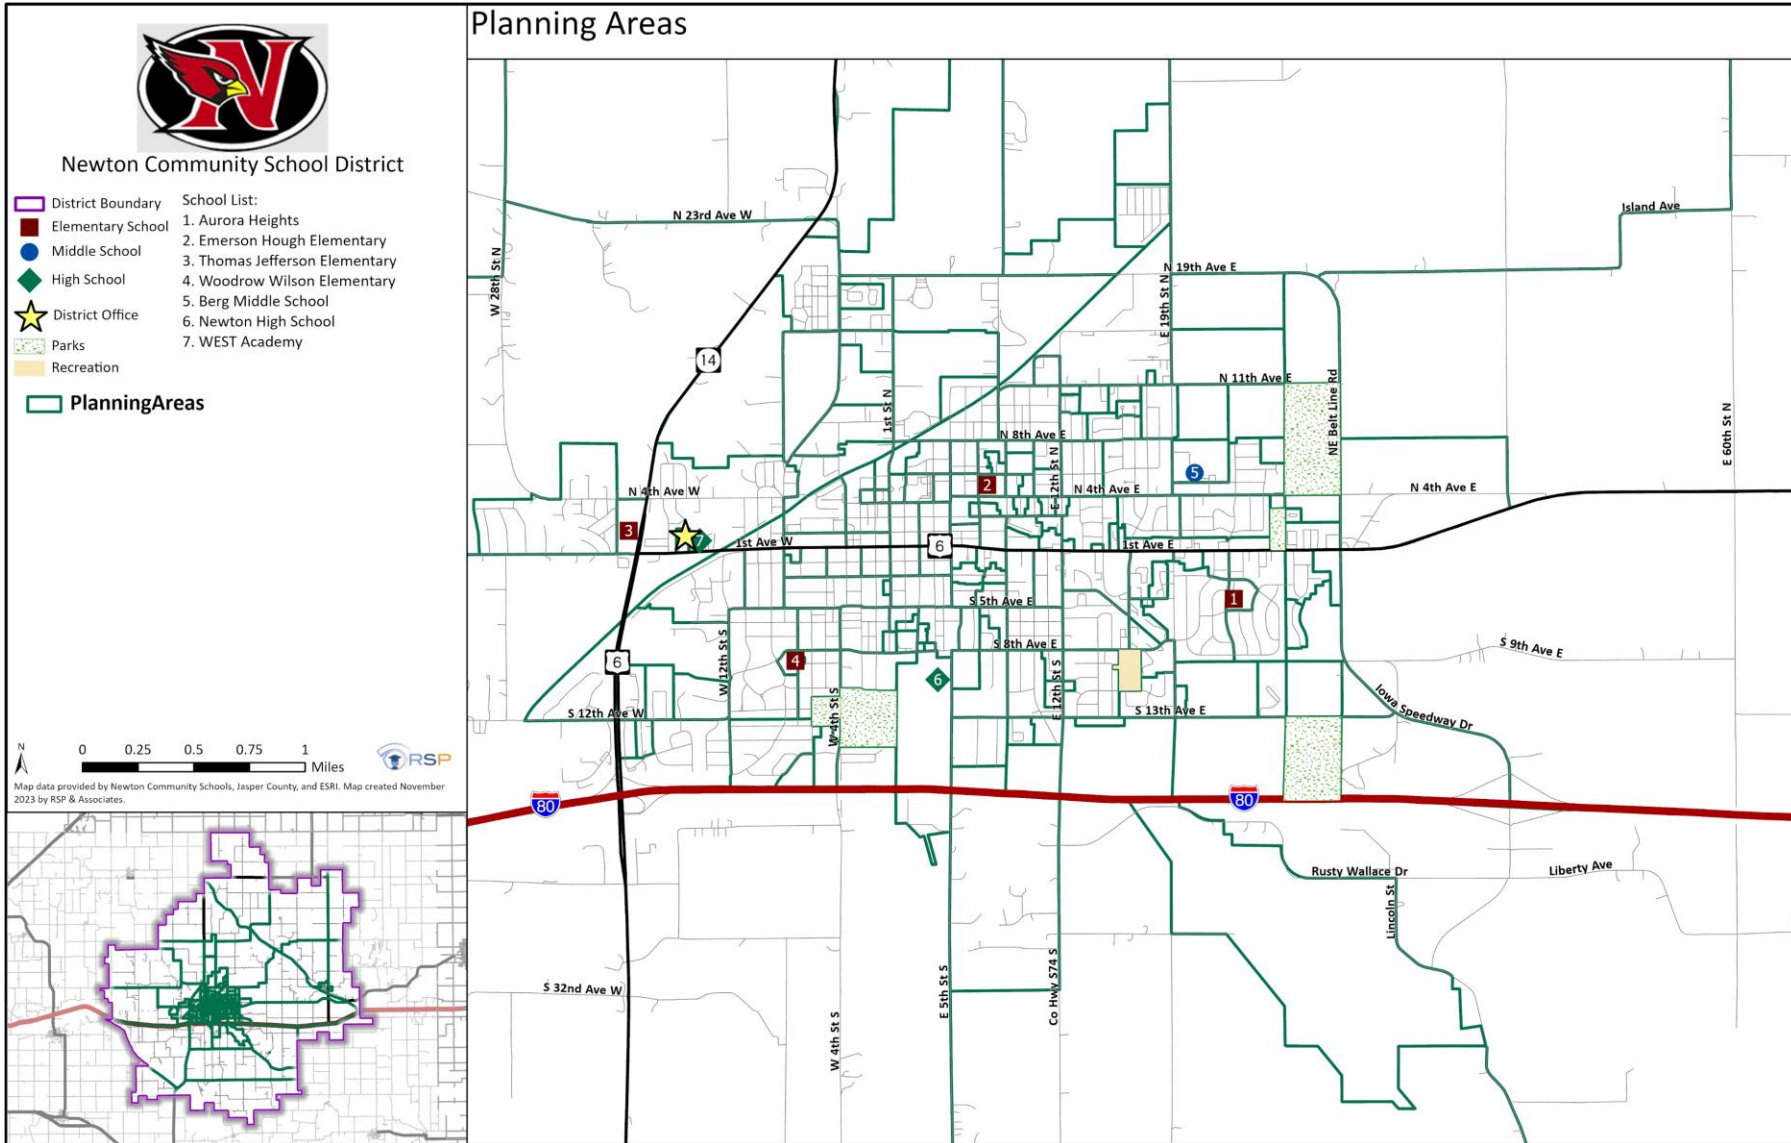 Planning Areas
N
Newton Community School District
District Boundary
Elementary School
Middle School
High School
District Office
Parks
Recreation
PlanningAreas
School List:
1. Aurora Heights
2. Emerson Hough Elementary
3. Thomas Jefferson Elementary
4. Woodrow Wilson Elementary
5. Berg Middle School
6. Newton High School
7. WEST Academy
N
0 0.25 0.5 0.75 1
Miles
RSP
Map data provided by Newton Community Schools, Jasper County, and ESRI. Map created November
2023 by RSP & Associates.
N 23rd Ave W
Island Ave
W 28th St N
N 19th Ave E
E 19th St N
14
N 11th Ave E
NE Belt Line Rd
1st St N
E 60th St N
N 8th Ave E
E 12th St N
5
2
N 4th Ave W
N 4th Ave E
N 4th Ave E
3
7
1st Ave W
6
1st Ave E
S 5th Ave E
1
S 8th Ave E
S 9th Ave E
6
4
W 12th St S
6
E 12th St S
W 4th St S
S 12th Ave W
S 13th Ave E
Iowa Speedway Dr
80
80
Rusty Wallace Dr
Liberty Ave
Lincoln St
S 32nd Ave W
E 5th St S
Co Hwy S74 S
W 4th St S